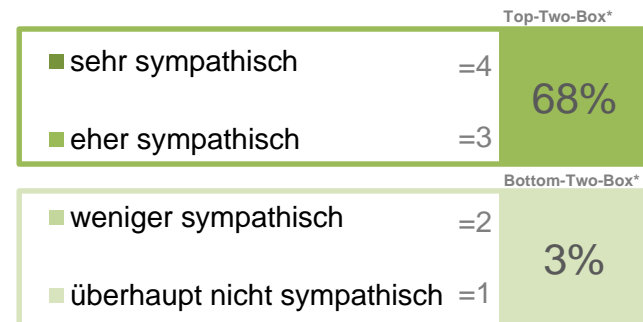 Top-Two-Box*
sehr sympathisch =4
68%
eher sympathisch =3
Bottom-Two-Box*
weniger sympathisch =2
3%
überhaupt nicht sympathisch =1